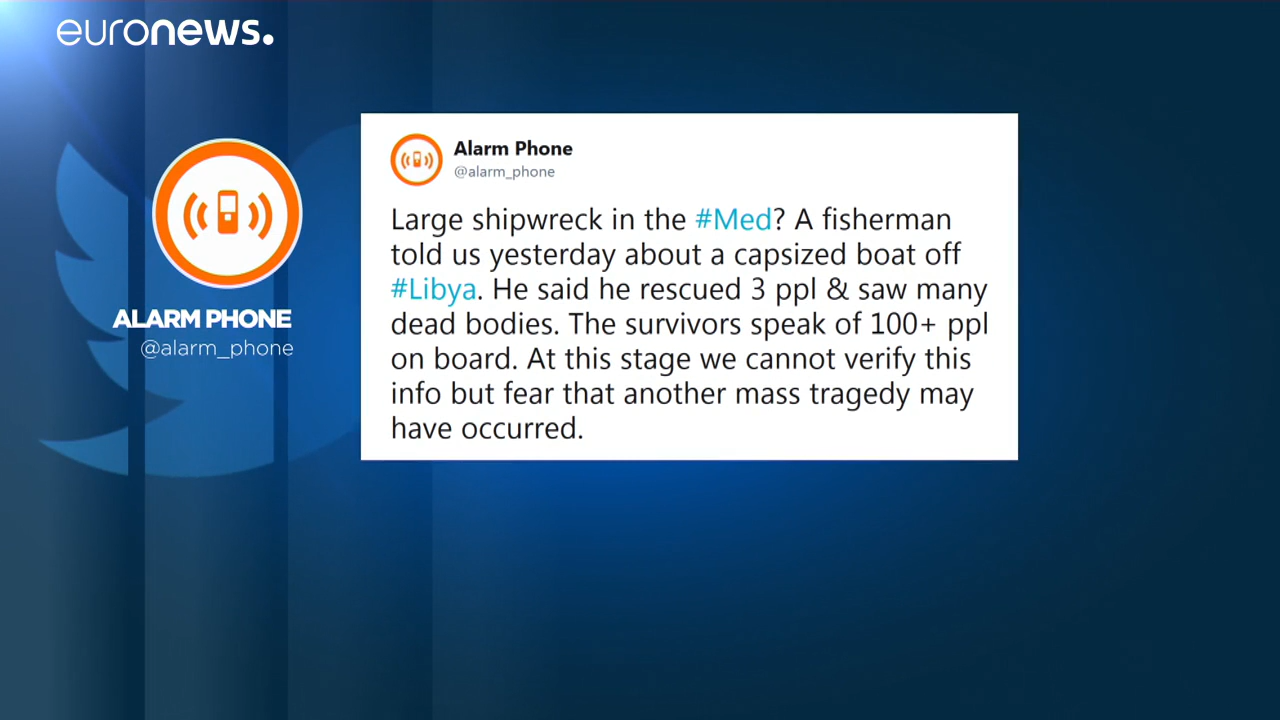 euronews.
ALARM PHONE
@alarm_phone
Alarm Phone
@alarm_phone
Large shipwreck in the #Med? A fisherman
told us yesterday about a capsized boat off
#Libya. He said he rescued 3 ppl & saw many
dead bodies. The survivors speak of 100+ ppl
on board. At this stage we cannot verify this
info but fear that another mass tragedy may
have occurred.